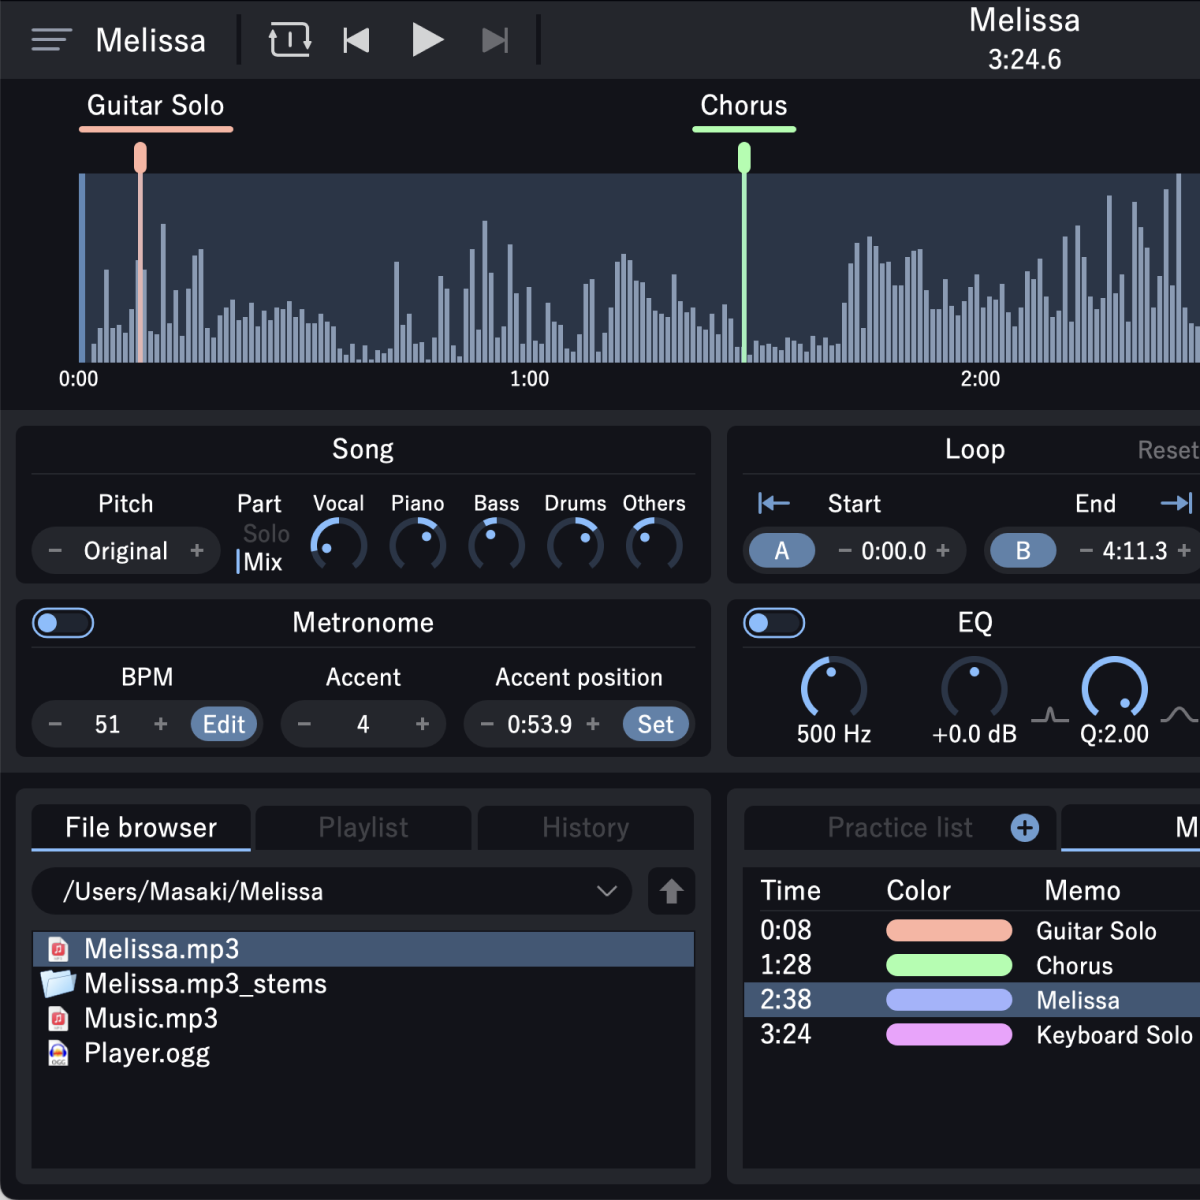 Melissa
Melissa
3:24.6
Guitar Solo
Chorus
0:00
1:00
2:00
Song
Pitch
Part
Vocal
Piano
Bass
Drums
Others
Solo
Mix
− Original +
Loop
Reset
Start
End
A
− 0:00.0 +
B
− 4:11.3 +
Metronome
BPM
Accent
Accent position
− 51 +
Edit
− 4 +
− 0:53.9 +
Set
EQ
500 Hz
+0.0 dB
Q:2.00
File browser
Playlist
History
/Users/Masaki/Melissa
Melissa.mp3
Melissa.mp3_stems
Music.mp3
Player.ogg
Practice list
M
Time Color Memo
0:08 Guitar Solo
1:28 Chorus
2:38 Melissa
3:24 Keyboard Solo